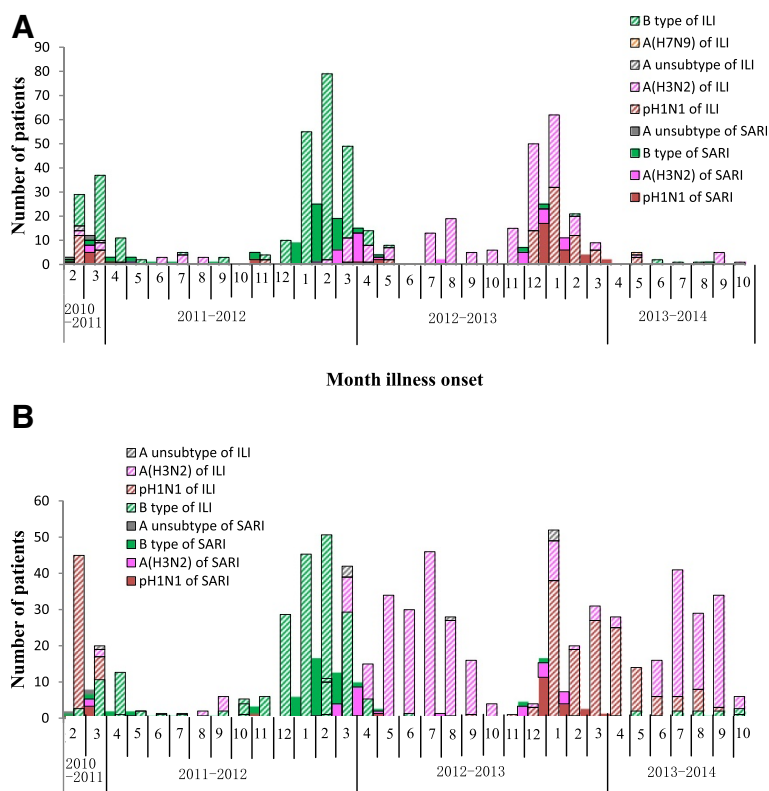 A
B type of ILI
A(H7N9) of ILI
A unsubtype of ILI
A(H3N2) of ILI
pH1N1 of ILI
A unsubtype of SARI
B type of SARI
A(H3N2) of SARI
pH1N1 of SARI
Number of patients
90
80
70
60
50
40
30
20
10
0
2 3 4 5 6 7 8 9 10 11 12 1 2 3 4 5 6 7 8 9 10 11 12 1 2 3 4 5 6 7 8 9 10
2010
-2011
2011-2012
2012-2013
2013-2014
Month illness onset
B
A unsubtype of ILI
A(H3N2) of ILI
pH1N1 of ILI
B type of ILI
A unsubtype of SARI
B type of SARI
A(H3N2) of SARI
pH1N1 of SARI
Number of patients
60
50
40
30
20
10
0
2 3 4 5 6 7 8 9 10 11 12 1 2 3 4 5 6 7 8 9 10 11 12 1 2 3 4 5 6 7 8 9 10
2010
-2011
2011-2012
2012-2013
2013-2014